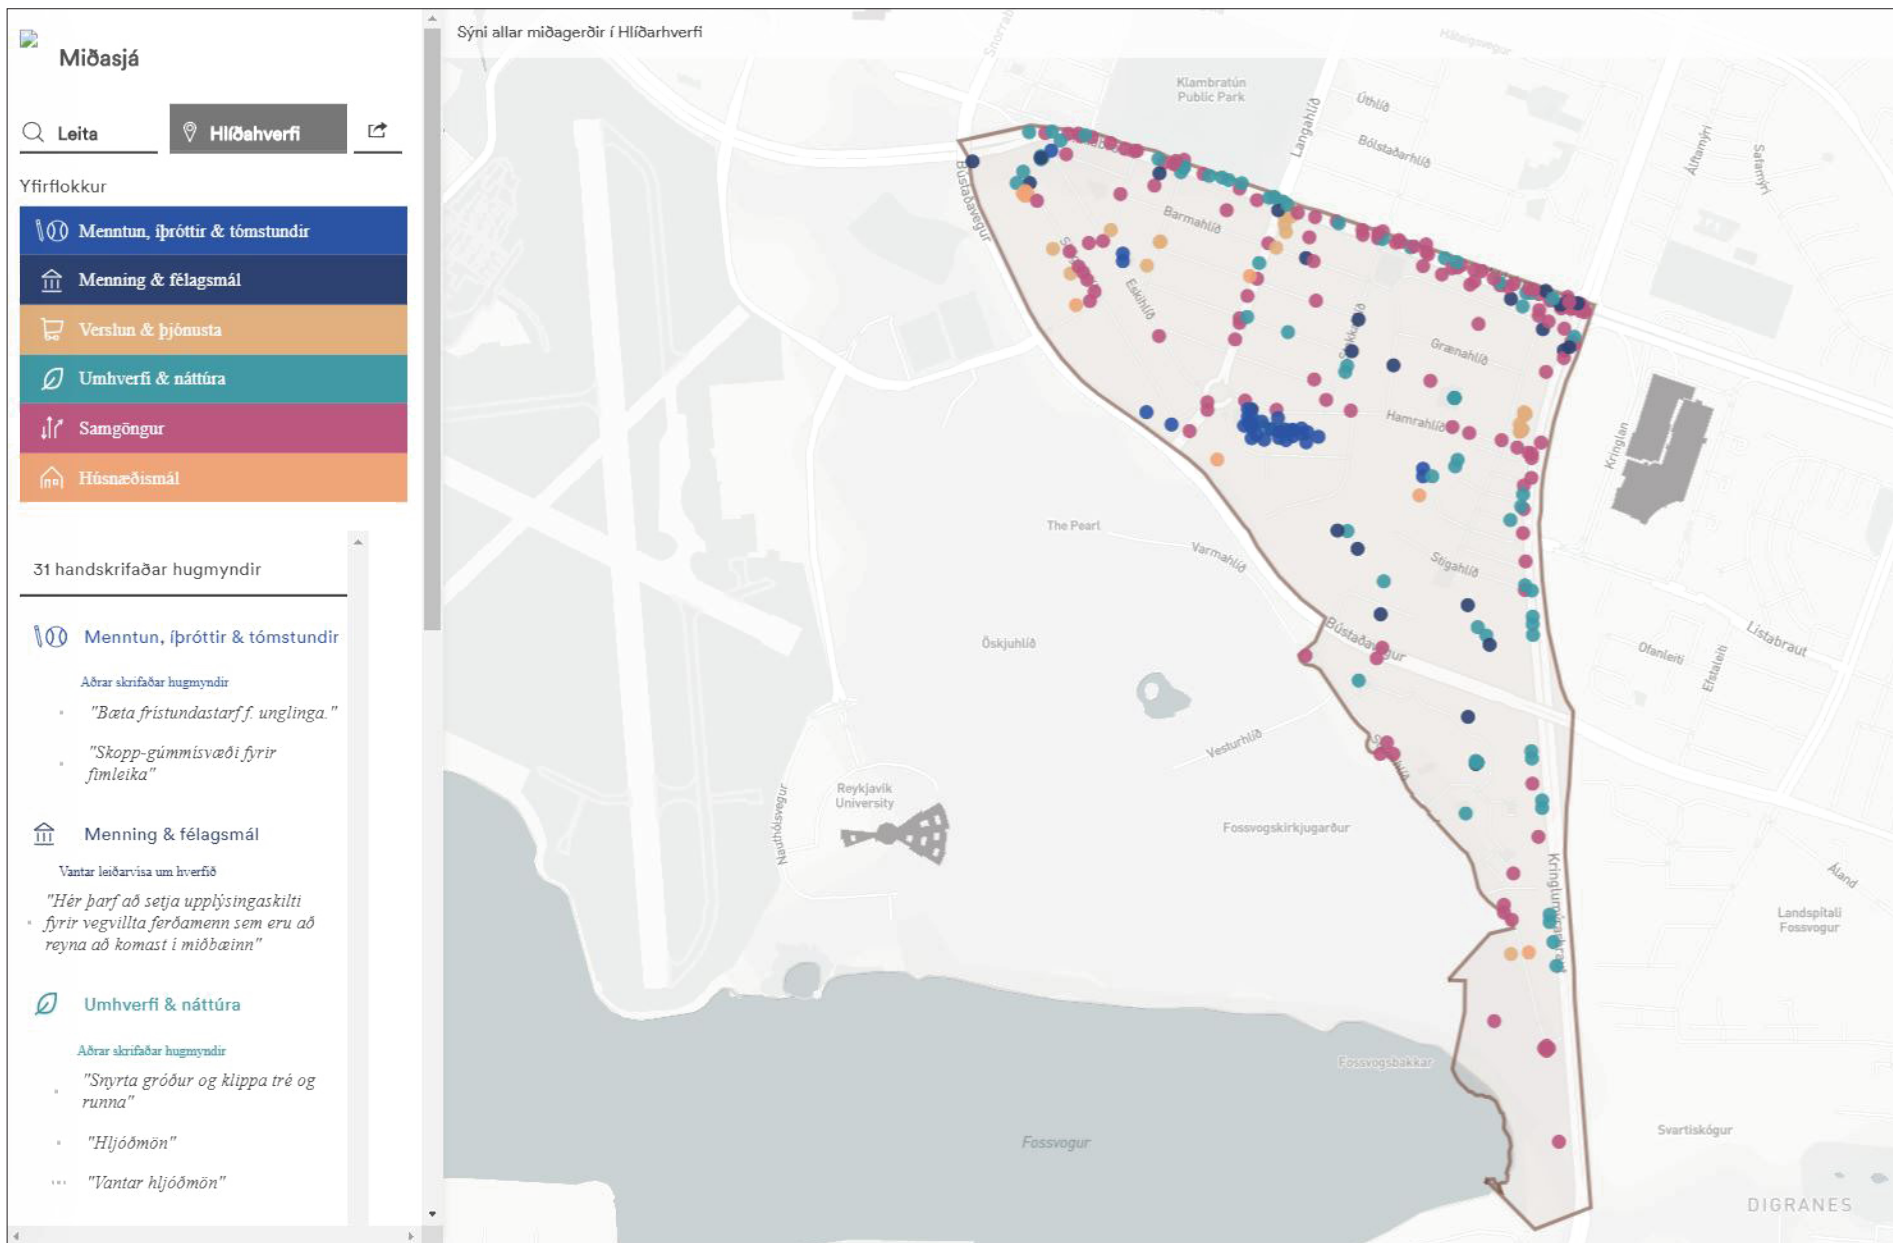 Miðasjá
Leita
Hlíðahverfi
Yfirflokkur
Menntun, íþróttir & tómstundir
Menning & félagsmál
Verslun & þjónusta
Umhverfi & náttúra
Samgöngur
Húsnæðismál
31 handskrifaðar hugmyndir
Menntun, íþróttir & tómstundir
Aðrar skrifaðar hugmyndir
"Bæta frístundastarf f. unglinga."
"Skopp-gúmmísvæði fyrir
fimleika"
Menning & félagsmál
Vantar leiðarvísa um hverfið
"Hér þarf að setja upplýsingaskilti
fyrir vegvillta ferðamenn sem eru að
reyna að komast í miðbæinn"
Umhverfi & náttúra
Aðrar skrifaðar hugmyndir
"Snyrta gróður og klippa tré og
runna"
"Hljóðmön"
"Vantar hljóðmön"
Sýni allar miðagerðir í Hlíðarhverfi
Háteigsvegur
Klambratún
Public Park
Langahlíð
Úthlíð
Bólstaðarhlíð
Álftamýri
Safamýri
Bústaðavegur
Barmahlíð
Eskihlíð
Grænahlíð
Hamrahlíð
Kringlan
The Pearl
Varmahlíð
Stigahlíð
Listabraut
Ofanleiti
Efstaleiti
Öskjuhlíð
Vesturhlíð
Reykjavik
University
Nauthólsvegur
Fossvogskirkjugarður
Áland
Landspítali
Fossvogur
Fossvogsbakkar
Fossvogur
Svartiskógur
DIGRANES